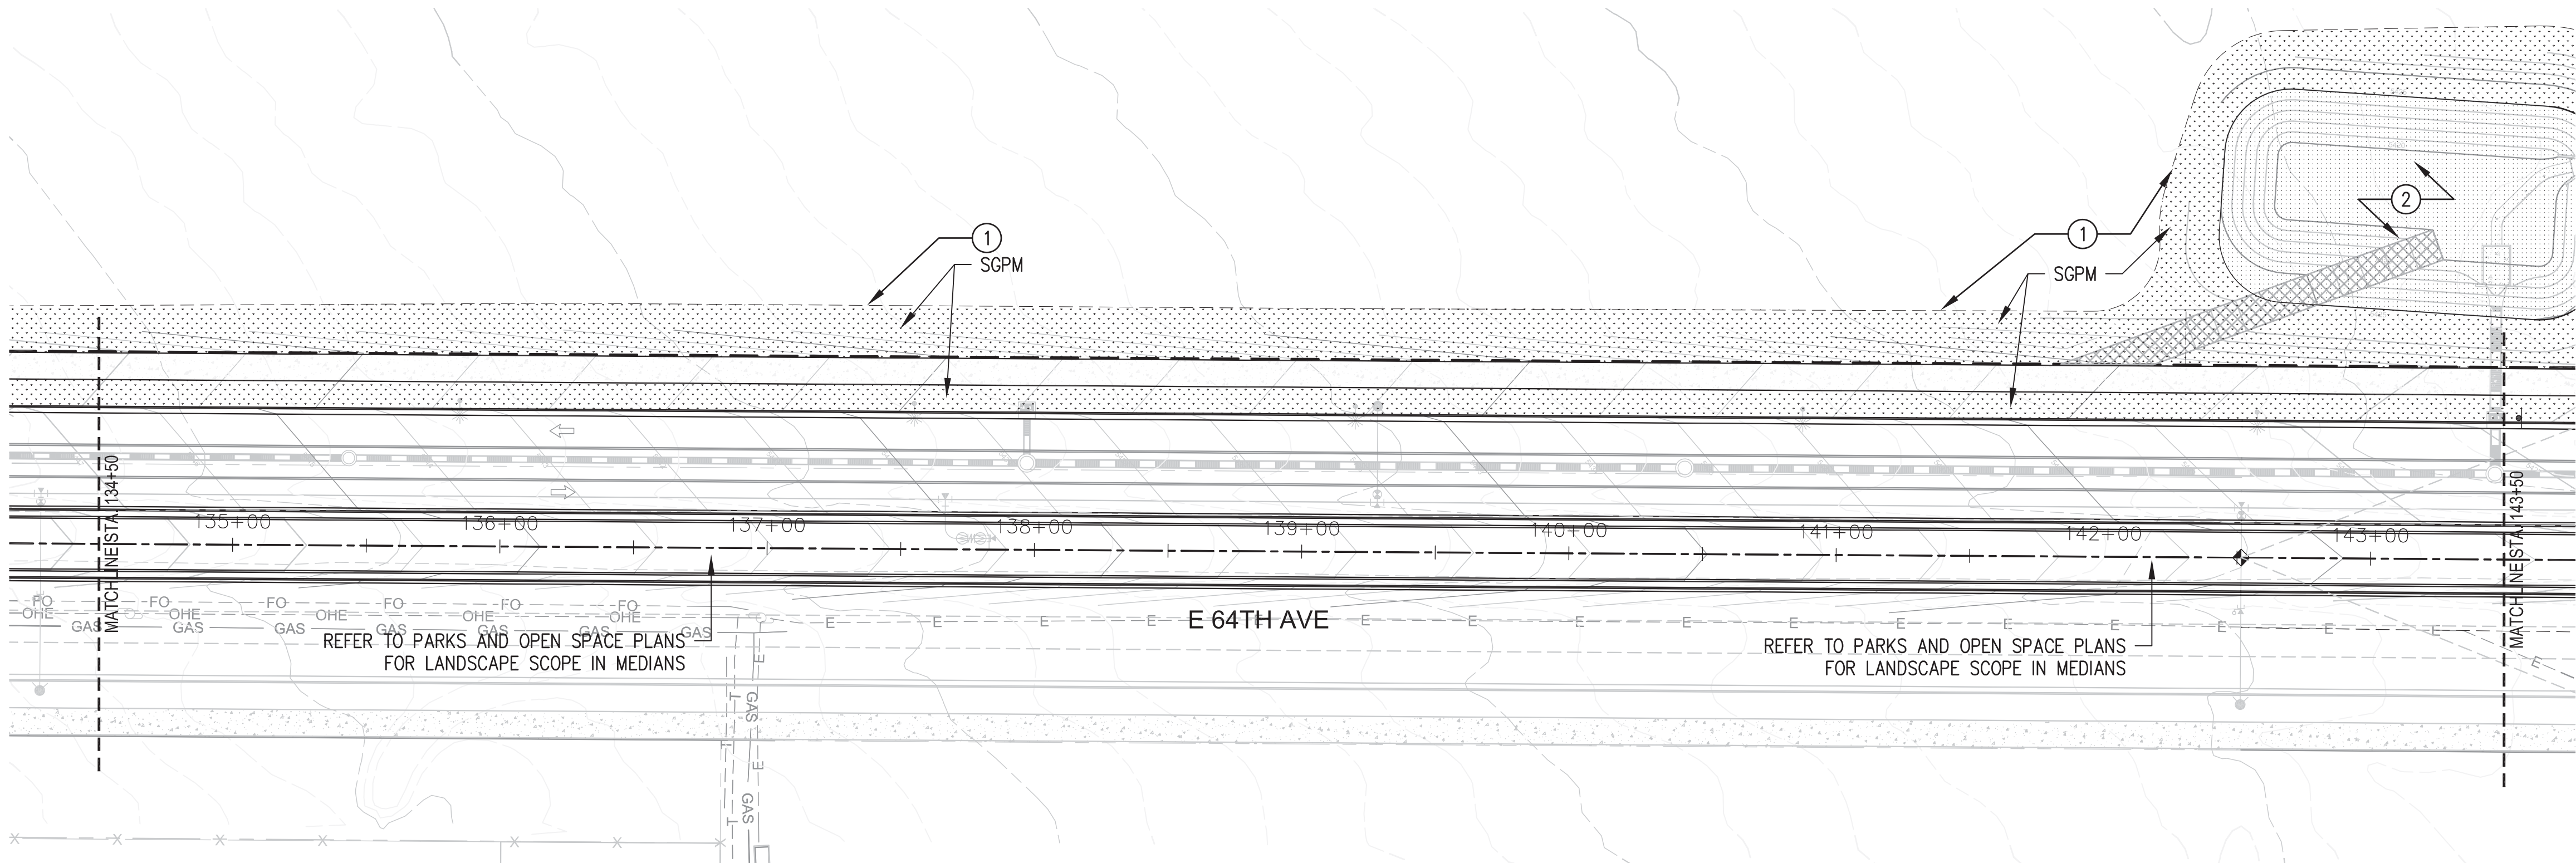 2
1
SGPM
1
SGPM
MATCHLINE STA. 134+50
135+00
136+00
137+00
138+00
139+00
140+00
141+00
142+00
143+00
MATCHLINE STA. 143+50
FO FO FO FO FO FO
OHE OHE OHE OHE OHE
GAS GAS GAS GAS GAS GAS GAS
E E E E E E E E E E E E E E E E
E 64TH AVE
REFER TO PARKS AND OPEN SPACE PLANS
FOR LANDSCAPE SCOPE IN MEDIANS
REFER TO PARKS AND OPEN SPACE PLANS
FOR LANDSCAPE SCOPE IN MEDIANS
E
E
T
GAS
T
E
T
GAS
T
X X X X X X X